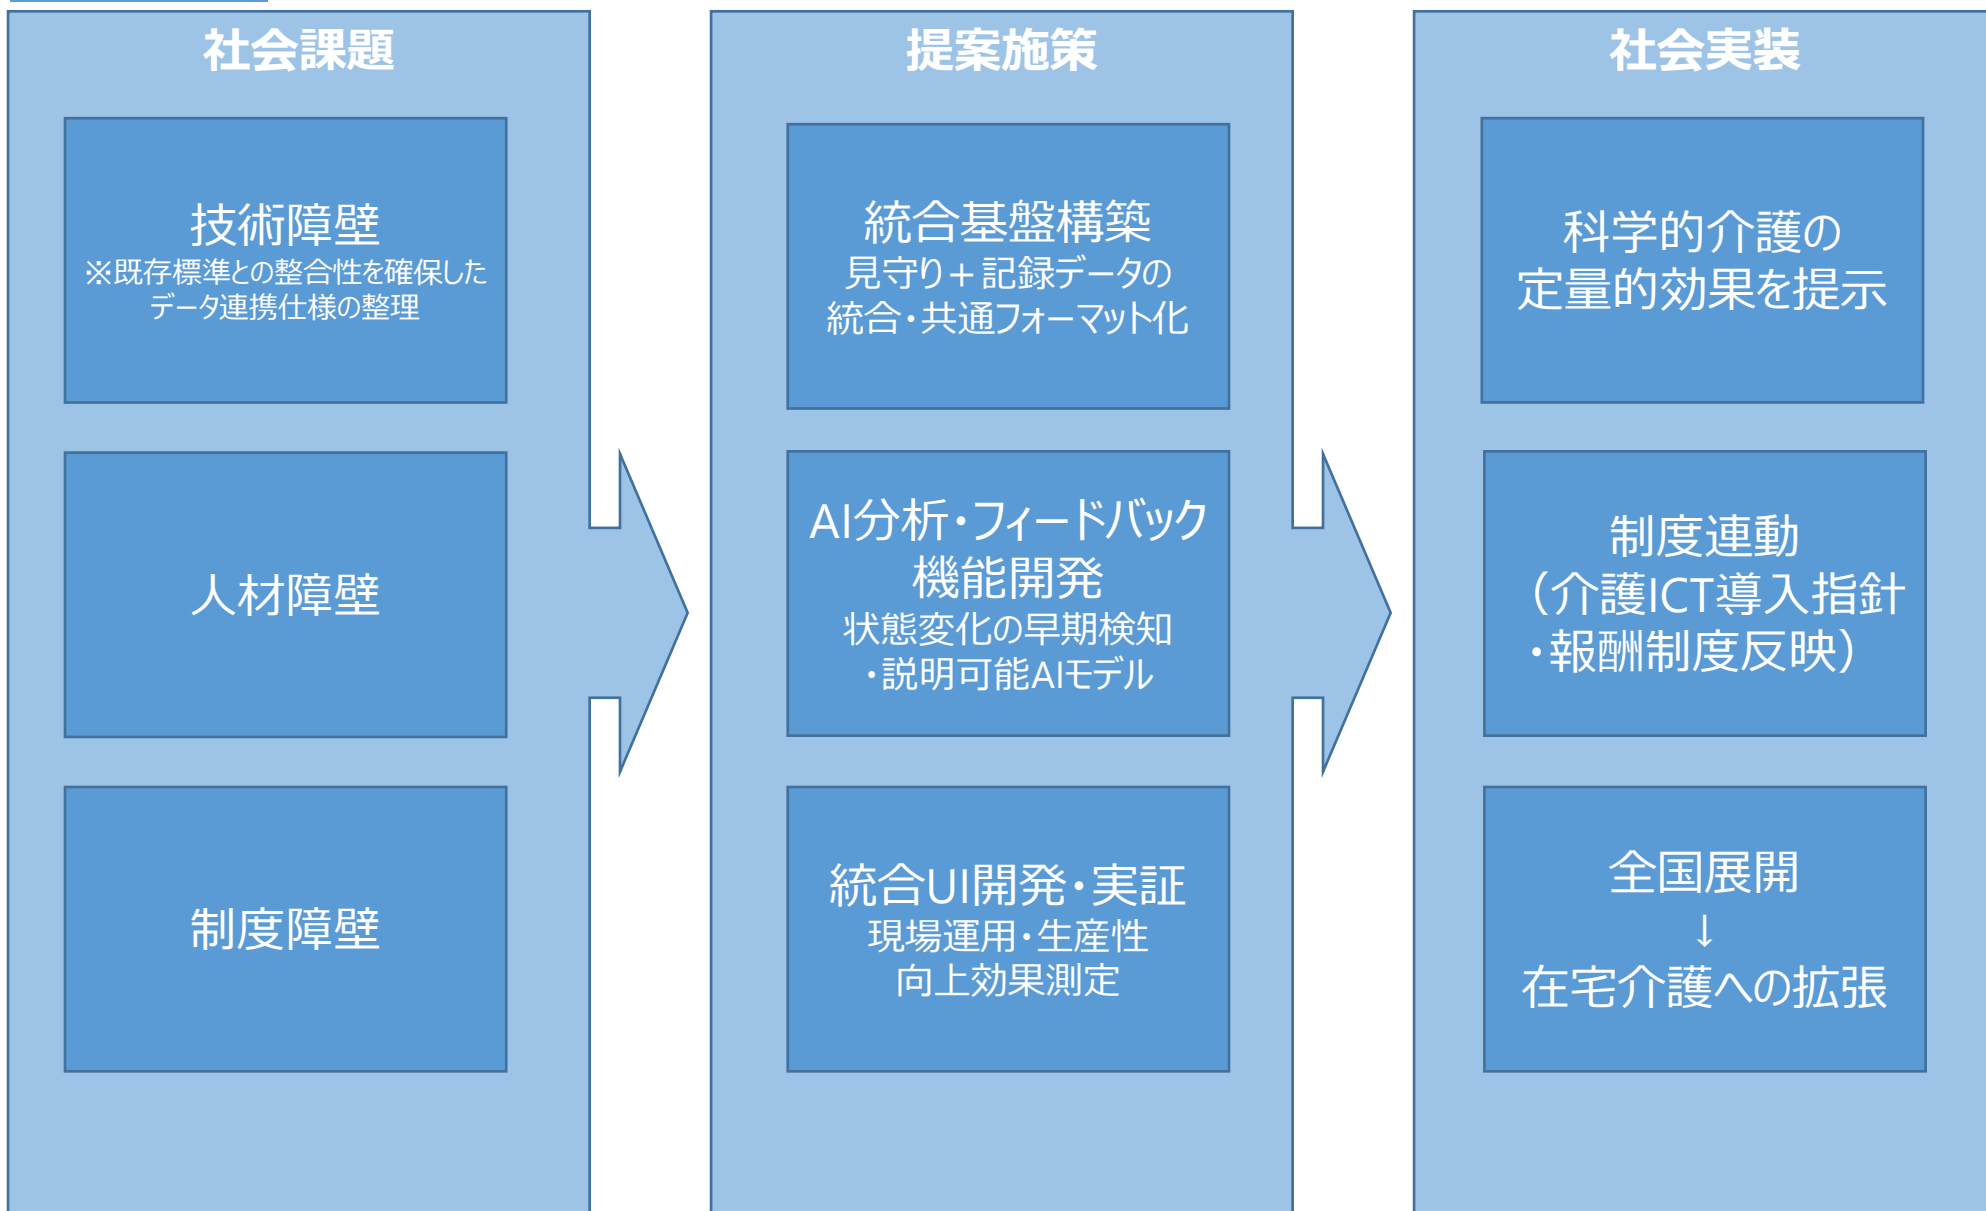 社会課題
技術障壁
※既存標準との整合性を確保した
データ連携仕様の整理
人材障壁
制度障壁
提案施策
統合基盤構築
見守り＋記録データの
統合・共通フォーマット化
AI分析・フィードバック
機能開発
状態変化の早期検知
・説明可能AIモデル
統合UI開発・実証
現場運用・生産性
向上効果測定
社会実装
科学的介護の
定量的効果を提示
制度連動
（介護ICT導入指針
・報酬制度反映）
全国展開
↓
在宅介護への拡張